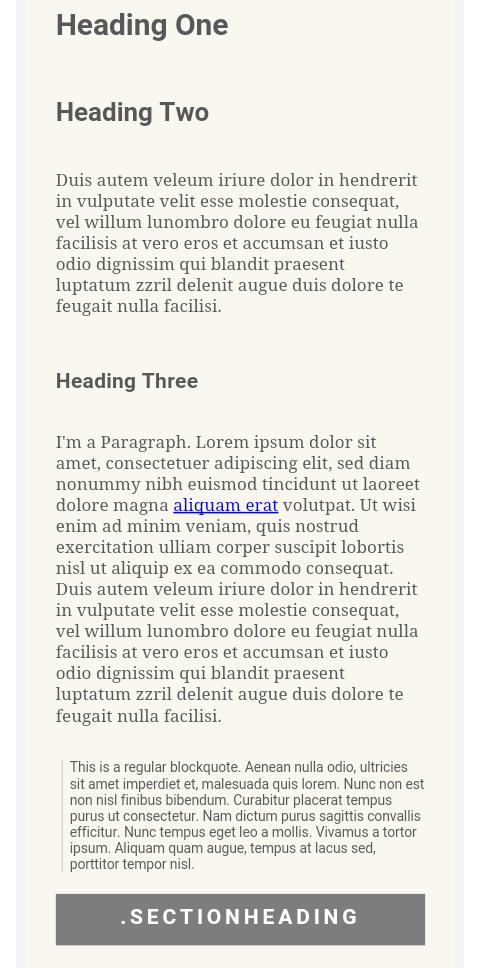 Heading One
Heading Two
Duis autem veleum iriure dolor in hendrerit
in vulputate velit esse molestie consequat,
vel willum lunombro dolore eu feugiat nulla
facilisis at vero eros et accumsan et iusto
odio dignissim qui blandit praesent
luptatum zzril delenit augue duis dolore te
feugait nulla facilisi.
Heading Three
I'm a Paragraph. Lorem ipsum dolor sit
amet, consectetuer adipiscing elit, sed diam
nonummy nibh euismod tincidunt ut laoreet
dolore magna aliquam erat volutpat. Ut wisi
enim ad minim veniam, quis nostrud
exercitation ulliam corper suscipit lobortis
nisl ut aliquip ex ea commodo consequat.
Duis autem veleum iriure dolor in hendrerit
in vulputate velit esse molestie consequat,
vel willum lunombro dolore eu feugiat nulla
facilisis at vero eros et accumsan et iusto
odio dignissim qui blandit praesent
luptatum zzril delenit augue duis dolore te
feugait nulla facilisi.
This is a regular blockquote. Aenean nulla odio, ultricies
sit amet imperdiet et, malesuada quis lorem. Nunc non est
non nisl finibus bibendum. Curabitur placerat tempus
purus ut consectetur. Nam dictum purus sagittis convallis
efficitur. Nunc tempus eget leo a mollis. Vivamus a tortor
ipsum. Aliquam quam augue, tempus at lacus sed,
porttitor tempor nisl.
.SECTIONHEADING